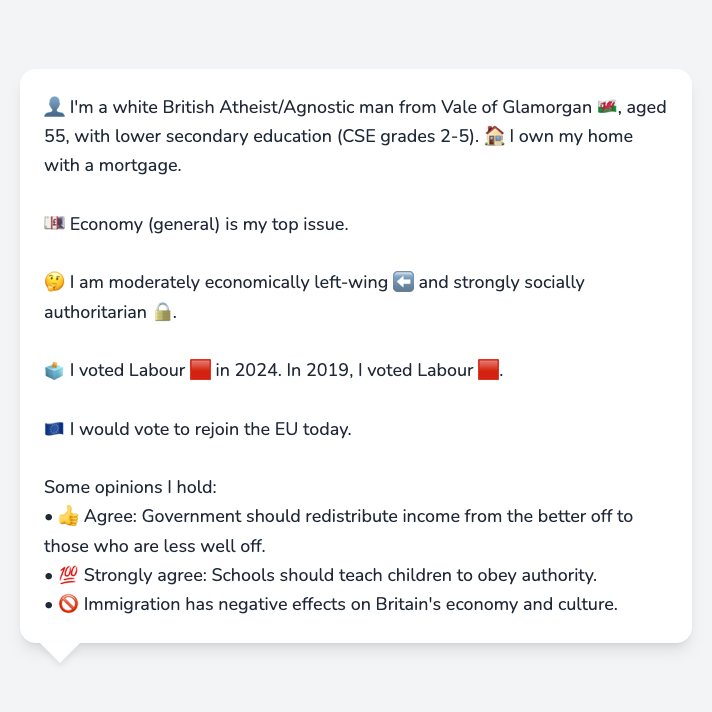 👤 I'm a white British Atheist/Agnostic man from Vale of Glamorgan 🏴󠁧󠁢󠁷󠁬󠁳󠁿, aged
55, with lower secondary education (CSE grades 2-5). 🏠 I own my home
with a mortgage.
💷 Economy (general) is my top issue.
🤔 I am moderately economically left-wing ⬅️ and strongly socially
authoritarian 🔒.
🗳️ I voted Labour 🟥 in 2024. In 2019, I voted Labour 🟥.
🇪🇺 I would vote to rejoin the EU today.
Some opinions I hold:
• 👍 Agree: Government should redistribute income from the better off to
those who are less well off.
• 💯 Strongly agree: Schools should teach children to obey authority.
• 🚫 Immigration has negative effects on Britain's economy and culture.